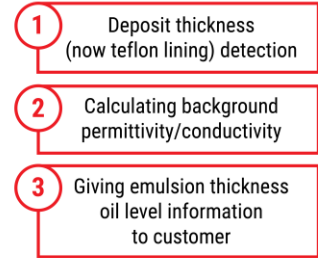 1
Deposit thickness
(now teflon lining) detection
2
Calculating background
permittivity/conductivity
3
Giving emulsion thickness
oil level information
to customer